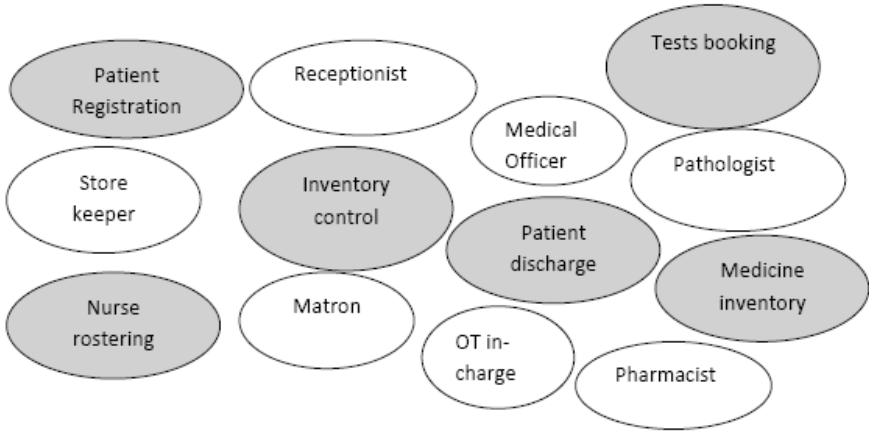 Patient
Registration
Receptionist
Tests booking
Medical
Officer
Pathologist
Store
keeper
Inventory
control
Patient
discharge
Medicine
inventory
Nurse
rostering
Matron
OT in-
charge
Pharmacist